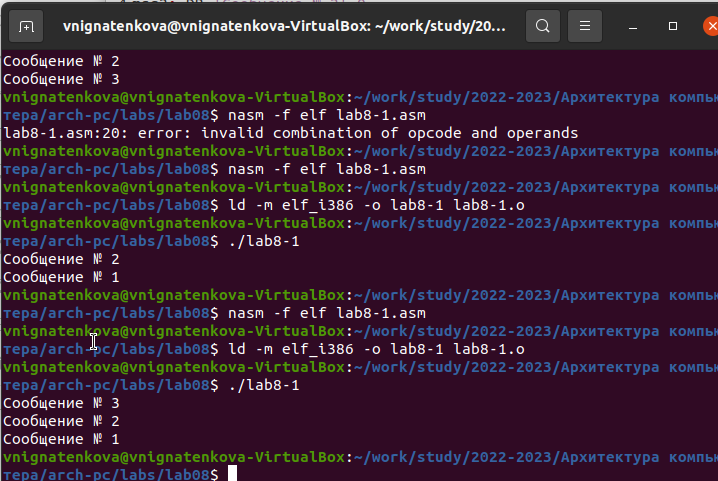 vnignatenkova@vnignatenkova-VirtualBox: ~/work/study/20...
Сообщение № 2
Сообщение № 3
vnignatenkova@vnignatenkova-VirtualBox:~/work/study/2022-2023/Архитектура компью
тера/arch-pc/labs/lab08$ nasm -f elf lab8-1.asm
lab8-1.asm:20: error: invalid combination of opcode and operands
vnignatenkova@vnignatenkova-VirtualBox:~/work/study/2022-2023/Архитектура компью
тера/arch-pc/labs/lab08$ nasm -f elf lab8-1.asm
vnignatenkova@vnignatenkova-VirtualBox:~/work/study/2022-2023/Архитектура компью
тера/arch-pc/labs/lab08$ ld -m elf_i386 -o lab8-1 lab8-1.o
vnignatenkova@vnignatenkova-VirtualBox:~/work/study/2022-2023/Архитектура компью
тера/arch-pc/labs/lab08$ ./lab8-1
Сообщение № 2
Сообщение № 1
vnignatenkova@vnignatenkova-VirtualBox:~/work/study/2022-2023/Архитектура компью
тера/arch-pc/labs/lab08$ nasm -f elf lab8-1.asm
vnignatenkova@vnignatenkova-VirtualBox:~/work/study/2022-2023/Архитектура компью
тера/arch-pc/labs/lab08$ ld -m elf_i386 -o lab8-1 lab8-1.o
vnignatenkova@vnignatenkova-VirtualBox:~/work/study/2022-2023/Архитектура компью
тера/arch-pc/labs/lab08$ ./lab8-1
Сообщение № 3
Сообщение № 2
Сообщение № 1
vnignatenkova@vnignatenkova-VirtualBox:~/work/study/2022-2023/Архитектура компью
тера/arch-pc/labs/lab08$